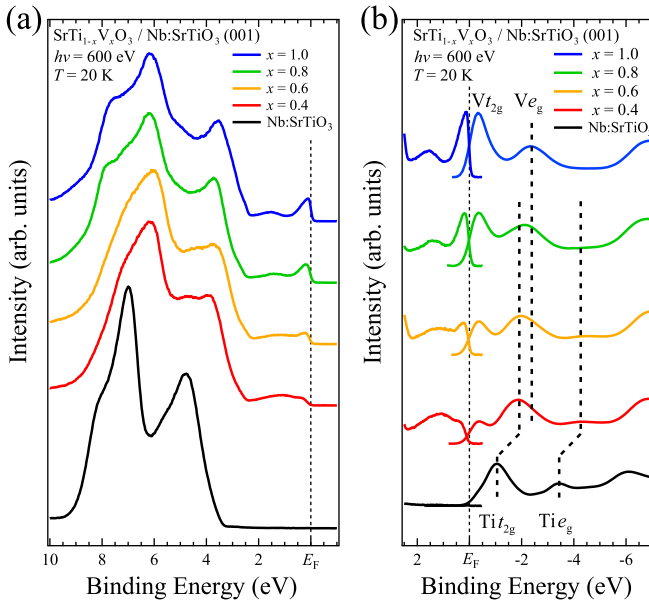 (a)
SrTi1-xVxO3 / Nb:SrTiO3 (001)
hν = 600 eV
T = 20 K
x = 1.0
x = 0.8
x = 0.6
x = 0.4
Nb:SrTiO3
Intensity (arb. units)
10 8 6 4 2 EF
Binding Energy (eV)
(b)
SrTi1-xVxO3 / Nb:SrTiO3 (001)
hν = 600 eV
T = 20 K
x = 1.0
x = 0.8
x = 0.6
x = 0.4
Nb:SrTiO3
V t2g
V eg
Ti t2g
Ti eg
Intensity (arb. units)
2 EF -2 -4 -6
Binding Energy (eV)